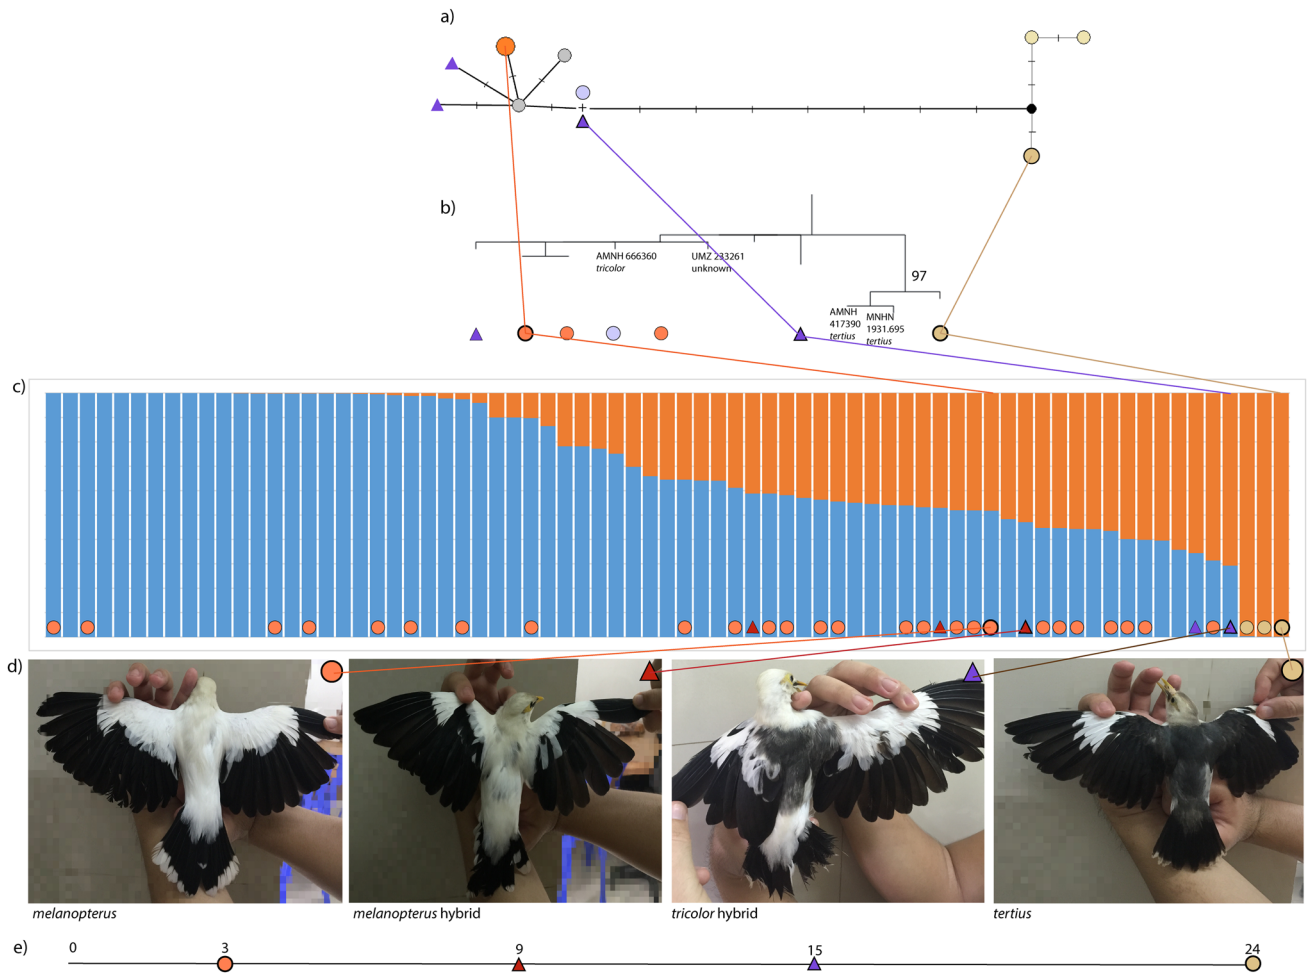 a)
b)
AMNH 666360
tricolor
UMZ 233261
unknown
97
AMNH
417390
tertius
MNHN
1931.695
tertius
c)
d)
melanopterus
melanopterus hybrid
tricolor hybrid
tertius
e)
0
3
9
15
24